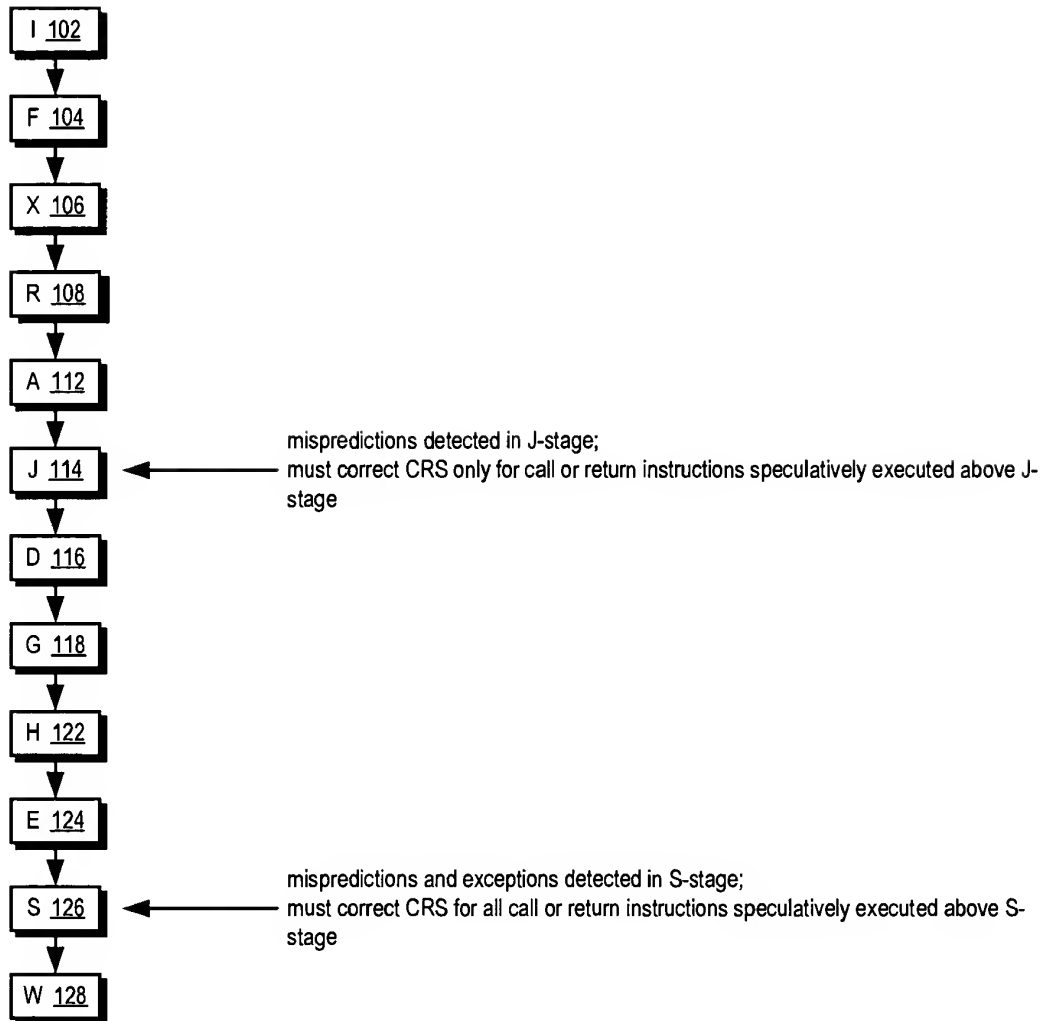 I 102
F 104
X 106
R 108
A 112
mispredictions detected in J-stage;
J 114
must correct CRS only for call or return instructions speculatively executed above J-
stage
D 116
G 118
H 122
E 124
mispredictions and exceptions detected in S-stage;
S 126
must correct CRS for all call or return instructions speculatively executed above S-
stage
W 128